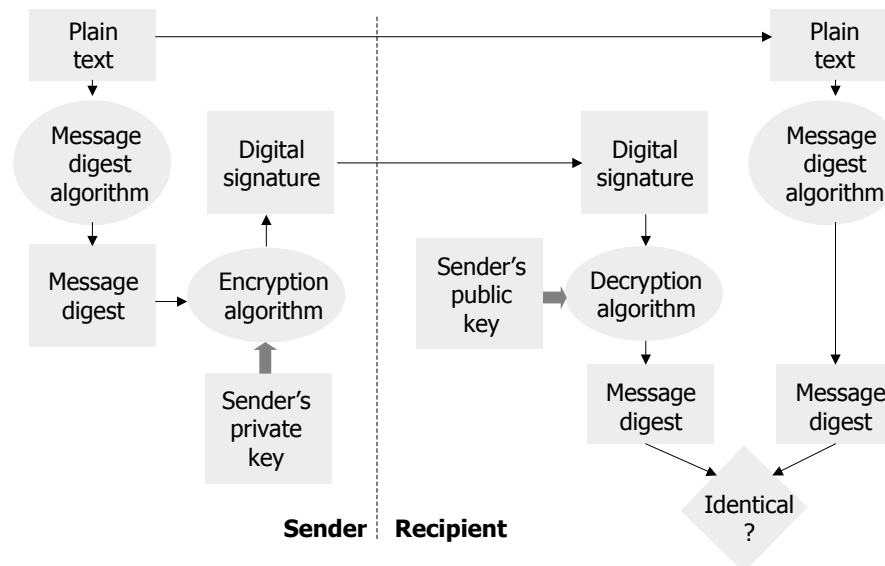 Plain
text
Message
digest
algorithm
Message
digest
Digital
signature
Encryption
algorithm
Sender’s
private
key
Sender
Recipient
Digital
signature
Sender’s
public
key
Decryption
algorithm
Message
digest
Plain
text
Message
digest
algorithm
Message
digest
Identical
?